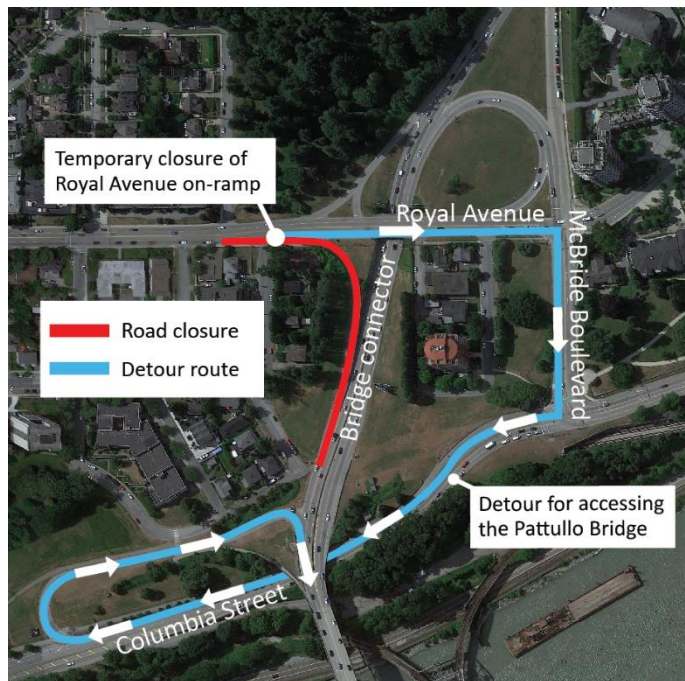 Temporary closure of
Royal Avenue on-ramp
Royal Avenue
McBride Boulevard
Bridge connector
Road closure
Detour route
Detour for accessing
the Pattullo Bridge
Columbia Street